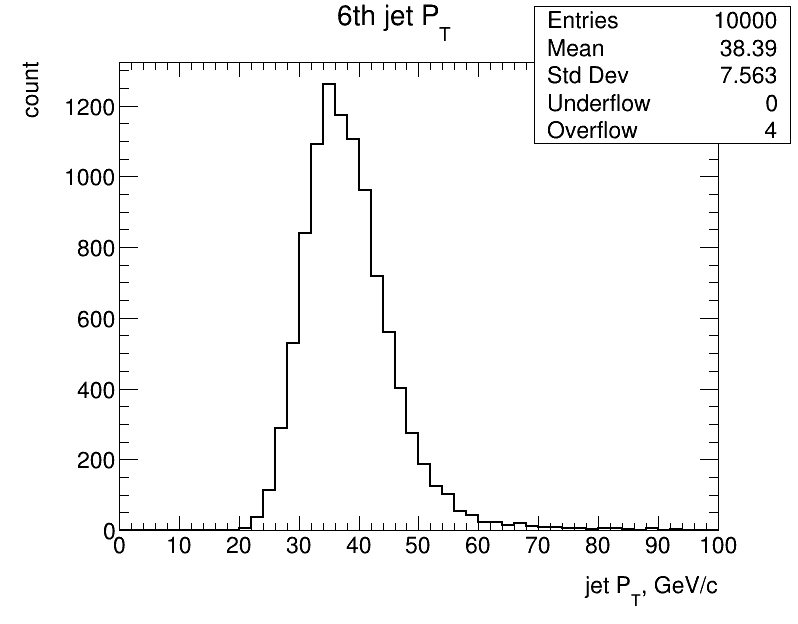 6th jet P_T
Entries 10000
Mean 38.39
Std Dev 7.563
Underflow 0
Overflow 4
count
1200
1000
800
600
400
200
0
0 10 20 30 40 50 60 70 80 90 100
jet P_T, GeV/c